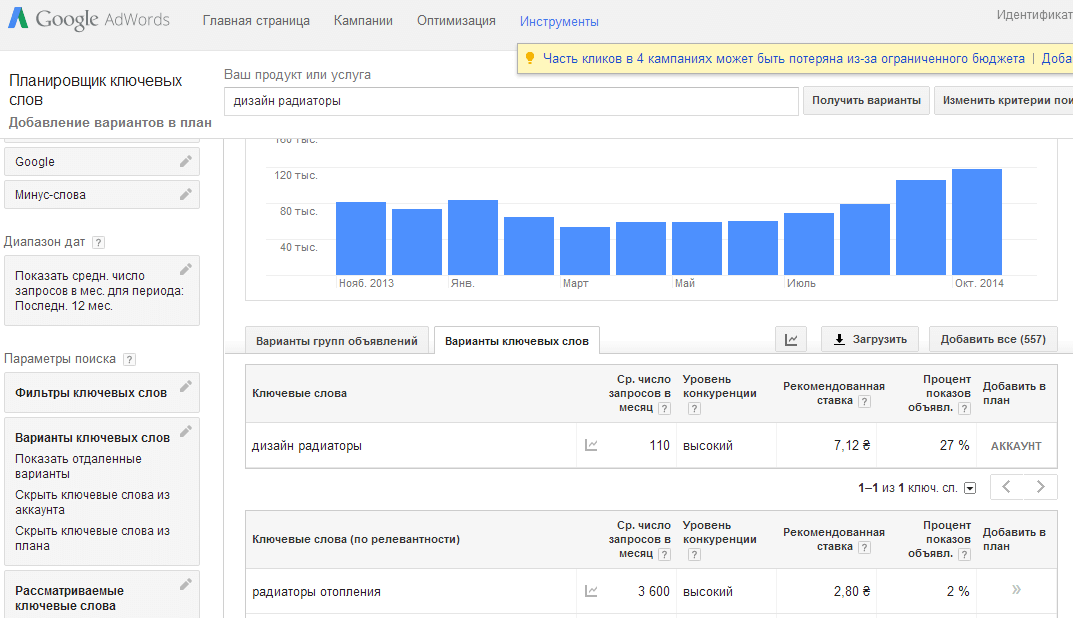 Google AdWords Главная страница Кампании Оптимизация Инструменты Идентификат
Часть кликов в 4 кампаниях может быть потеряна из-за ограниченного бюджета | Доба
Планировщик ключевых
слов
Добавление вариантов в план
Ваш продукт или услуга
дизайн радиаторы
Получить варианты
Изменить критерии пои
Google
Минус-слова
Диапазон дат ?
Показать средн. число
запросов в мес. для периода:
Последн. 12 мес.
Параметры поиска ?
Фильтры ключевых слов
Варианты ключевых слов
Показать отдаленные
варианты
Скрыть ключевые слова из
аккаунта
Скрыть ключевые слова из
плана
Рассматриваемые
ключевые слова
160 тыс.
120 тыс.
80 тыс.
40 тыс.
Нояб. 2013 Янв. Март Май Июль Окт. 2014
Варианты групп объявлений Варианты ключевых слов Загрузить Добавить все (557)
Ключевые слова
Ср. число
запросов в
месяц ?
Уровень
конкуренции
?
Рекомендованная
ставка ?
Процент
показов
объявл. ?
Добавить в
план
дизайн радиаторы 110 высокий 7,12 ₴ 27 % АККАУНТ
1–1 из 1 ключ. сл.
Ключевые слова (по релевантности)
Ср. число
запросов в
месяц ?
Уровень
конкуренции
?
Рекомендованная
ставка ?
Процент
показов
объявл. ?
Добавить в
план
радиаторы отопления 3 600 высокий 2,80 ₴ 2 % »